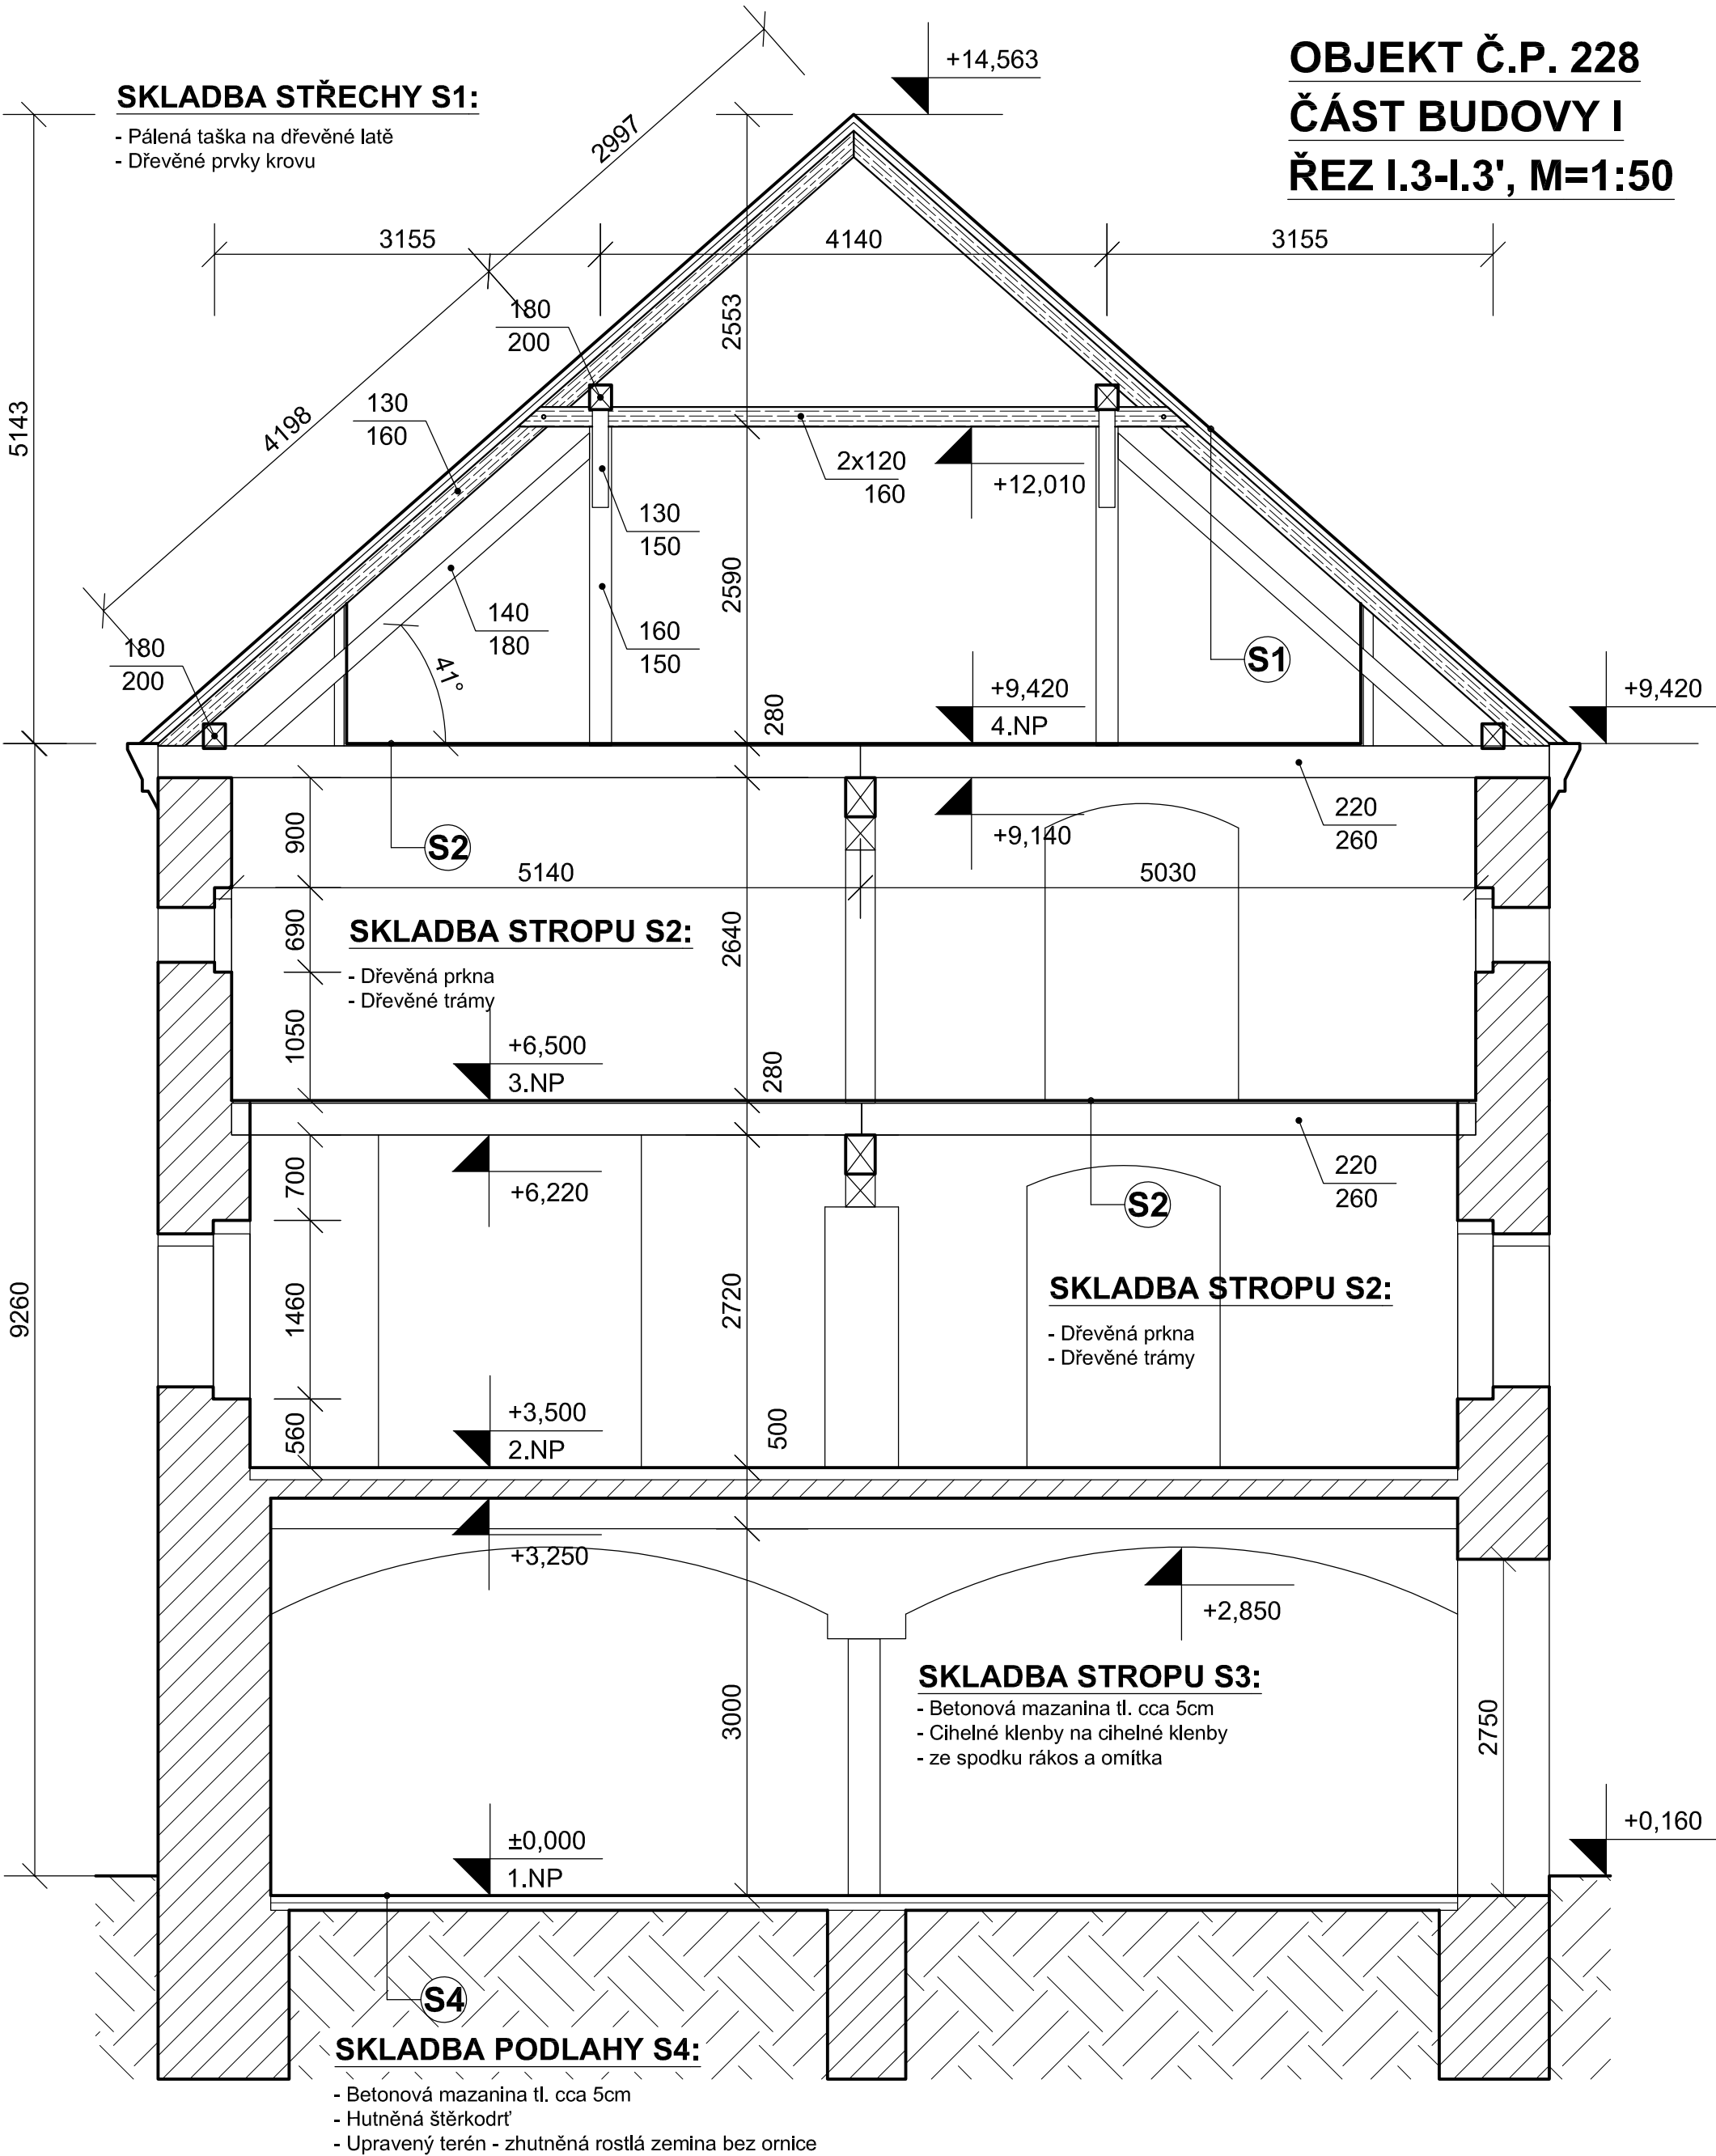 OBJEKT Č.P. 228
ČÁST BUDOVY I
ŘEZ I.3-I.3', M=1:50
+14,563
SKLADBA STŘECHY S1:
- Pálená taška na dřevěné latě
- Dřevěné prvky krovu
2997
3155
4140
3155
180
200
2553
5143
4198
130
160
2x120
160
+12,010
130
150
2590
140
180
160
150
41°
S1
180
200
280
+9,420
4.NP
+9,420
S2
900
+9,140
220
260
5140
5030
690
2640
SKLADBA STROPU S2:
- Dřevěná prkna
- Dřevěné trámy
1050
+6,500
3.NP
280
700
+6,220
220
260
S2
9260
1460
2720
SKLADBA STROPU S2:
- Dřevěná prkna
- Dřevěné trámy
560
+3,500
2.NP
500
+3,250
+2,850
SKLADBA STROPU S3:
- Betonová mazanina tl. cca 5cm
- Cihelné klenby na cihelné klenby
- ze spodku rákos a omítka
3000
2750
±0,000
1.NP
+0,160
S4
SKLADBA PODLAHY S4:
- Betonová mazanina tl. cca 5cm
- Hutněná štěrkodrť
- Upravený terén - zhutněná rostlá zemina bez ornice